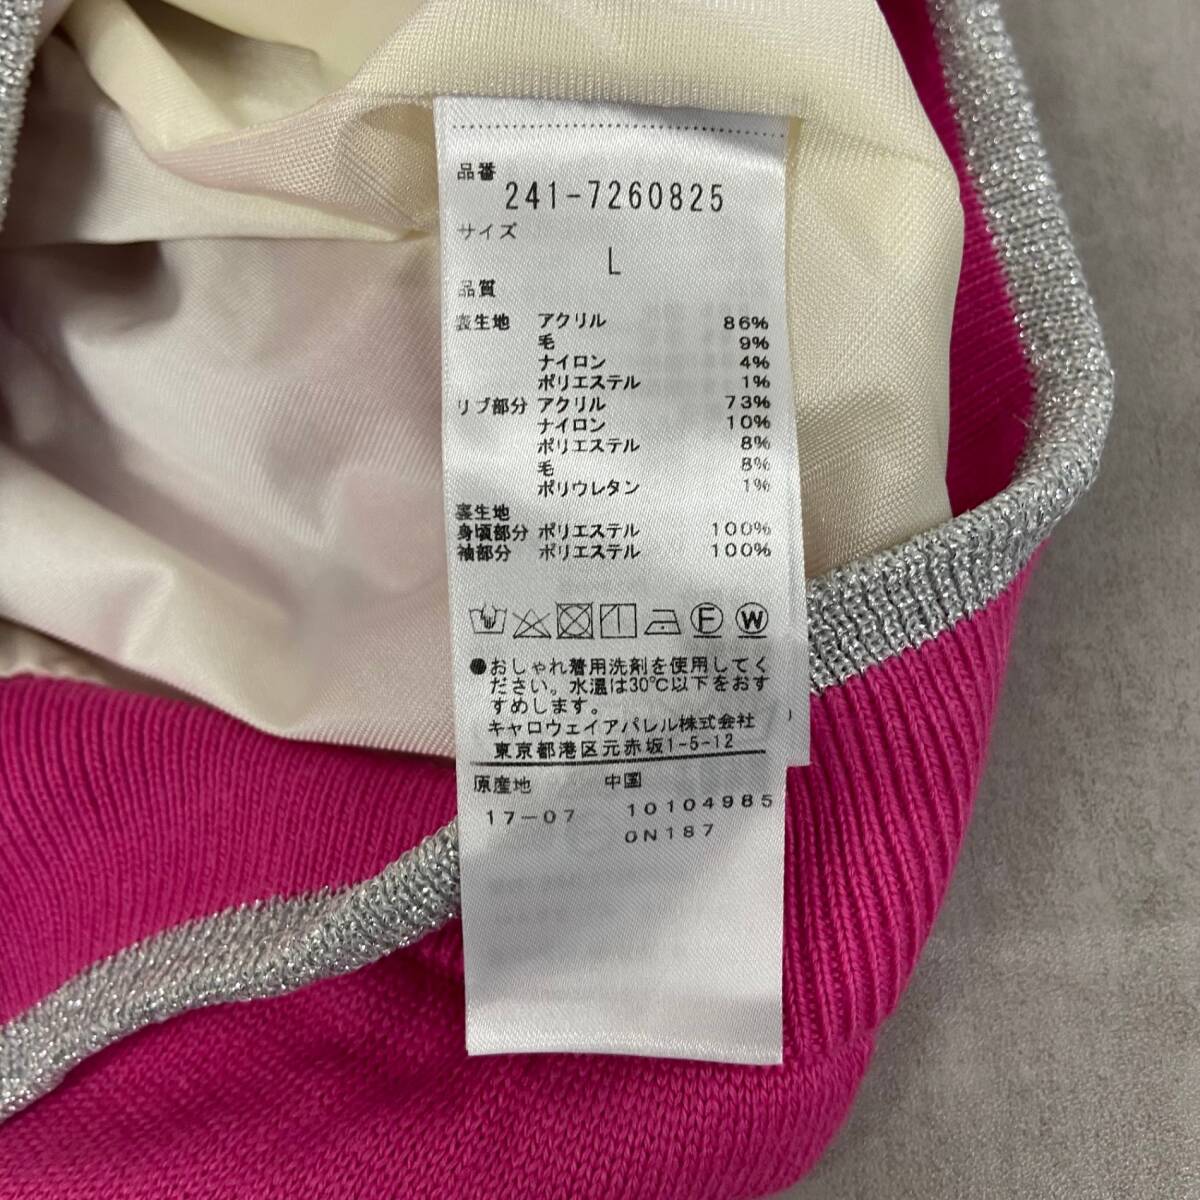 品番
241-7260825
サイズ
L
品質
表生地 アクリル 86%
毛 9%
ナイロン 4%
ポリエステル 1%
リブ部分 アクリル 73%
ナイロン 10%
ポリエステル 8%
毛 8%
ポリウレタン 1%
裏生地
身頃部分 ポリエステル 100%
袖部分 ポリエステル 100%
F W
●おしゃれ着用洗剤を使用してく
ださい。水温は30℃以下をおす
すめします。
キャロウェイアパレル株式会社
東京都港区元赤坂1-5-12
原産地 中国
17-07 10104985
0N187